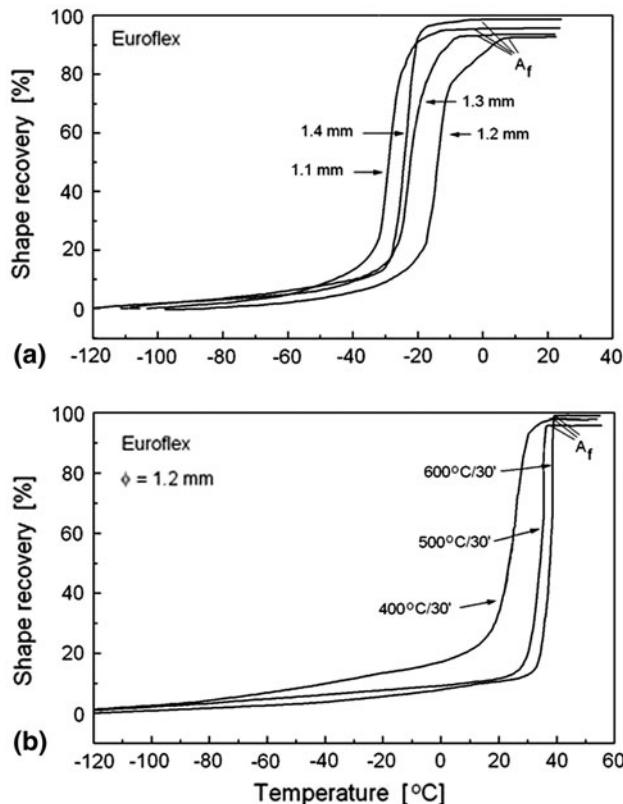 100
Euroflex
80
A_f
60
1.3 mm
1.4 mm
1.2 mm
40
1.1 mm
20
0
Shape recovery [%]
-120 -100 -80 -60 -40 -20 0 20 40
(a)
100
Euroflex
A_f
80
ϕ = 1.2 mm
600°C/30'
60
500°C/30'
40
400°C/30'
20
0
Shape recovery [%]
-120 -100 -80 -60 -40 -20 0 20 40 60
(b)
Temperature [°C]